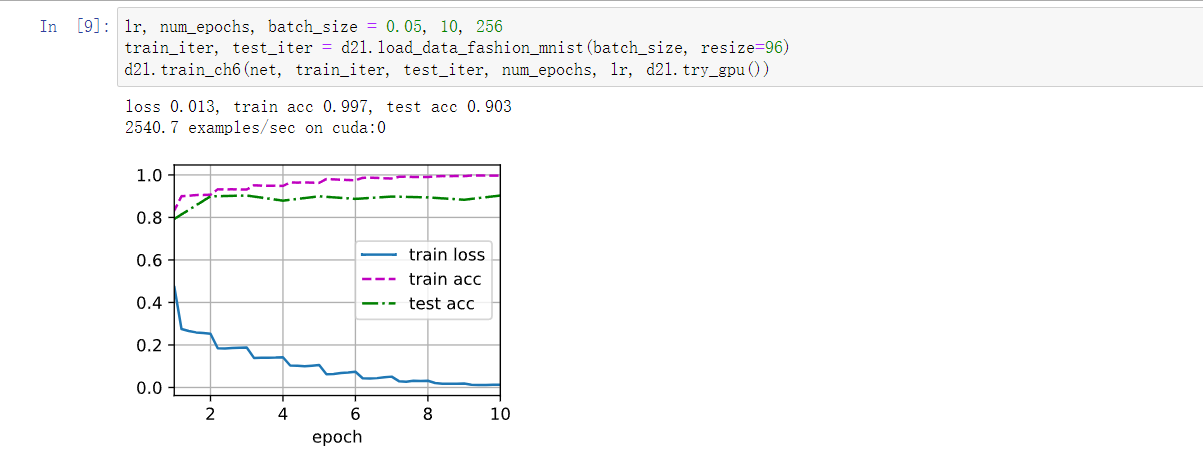 In [9]: lr, num_epochs, batch_size = 0.05, 10, 256
train_iter, test_iter = d2l.load_data_fashion_mnist(batch_size, resize=96)
d2l.train_ch6(net, train_iter, test_iter, num_epochs, lr, d2l.try_gpu())
loss 0.013, train acc 0.997, test acc 0.903
2540.7 examples/sec on cuda:0
1.0
0.8
0.6
0.4
0.2
0.0
train loss
train acc
test acc
2 4 6 8 10
epoch